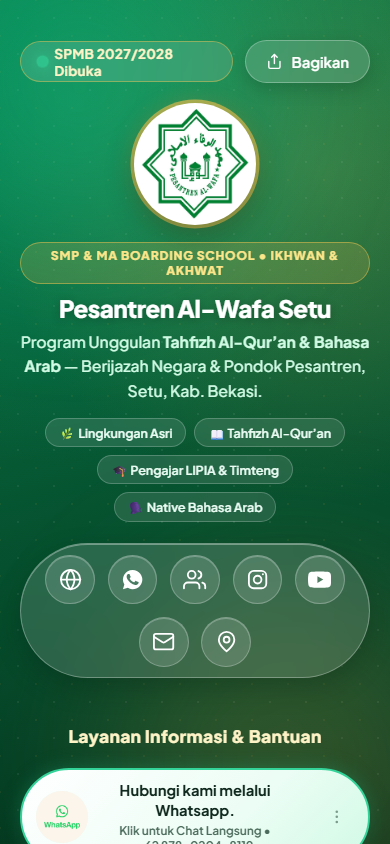 SPMB 2027/2028
Dibuka
Bagikan
معهد الوفاء الإسلامي
PESANTREN AL-WAFA
SMP & MA BOARDING SCHOOL ● IKHWAN &
AKHWAT
Pesantren Al-Wafa Setu
Program Unggulan Tahfizh Al-Qur’an & Bahasa
Arab — Berijazah Negara & Pondok Pesantren,
Setu, Kab. Bekasi.
Lingkungan Asri
Tahfizh Al-Qur’an
Pengajar LIPIA & Timteng
Native Bahasa Arab
Layanan Informasi & Bantuan
WhatsApp
Hubungi kami melalui
Whatsapp.
Klik untuk Chat Langsung ●